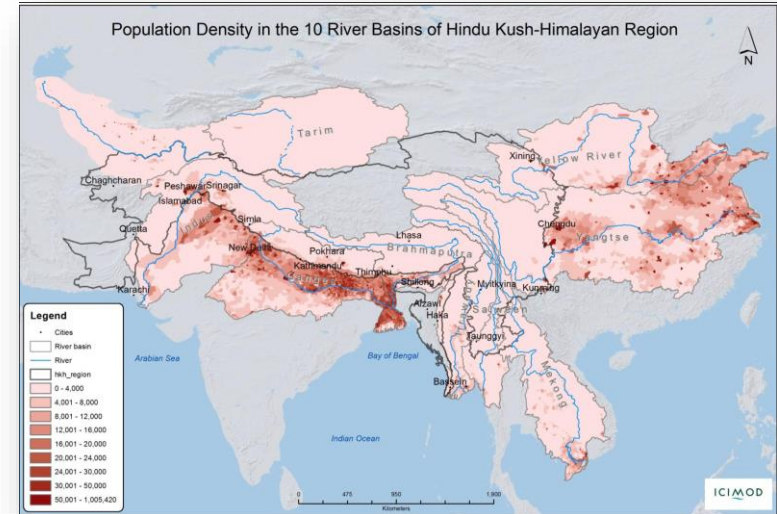 Population Density in the 10 River Basins of Hindu Kush-Himalayan Region
N
Tarim
Xining
Yellow River
Chaghcharan
Peshawar
Srinagar
Islamabad
Indus
Quetta
Simla
Chengdu
Yangtse
Lhasa
New Delhi
Pokhara
Brahmaputra
Kathmandu
Thimphu
Shillong
Myitkyina
Kunming
Karachi
Aizawl
Haka
Salween
Taunggyi
Mekong
Bassein
Arabian Sea
Bay of Bengal
Indian Ocean
Legend
Cities
River basin
River
hkh_region
0 - 4,000
4,001 - 8,000
8,001 - 12,000
12,001 - 16,000
16,001 - 20,000
20,001 - 24,000
24,001 - 30,000
30,001 - 50,000
50,001 - 1,005,420
0 475 950 1,900
Kilometers
ICIMOD